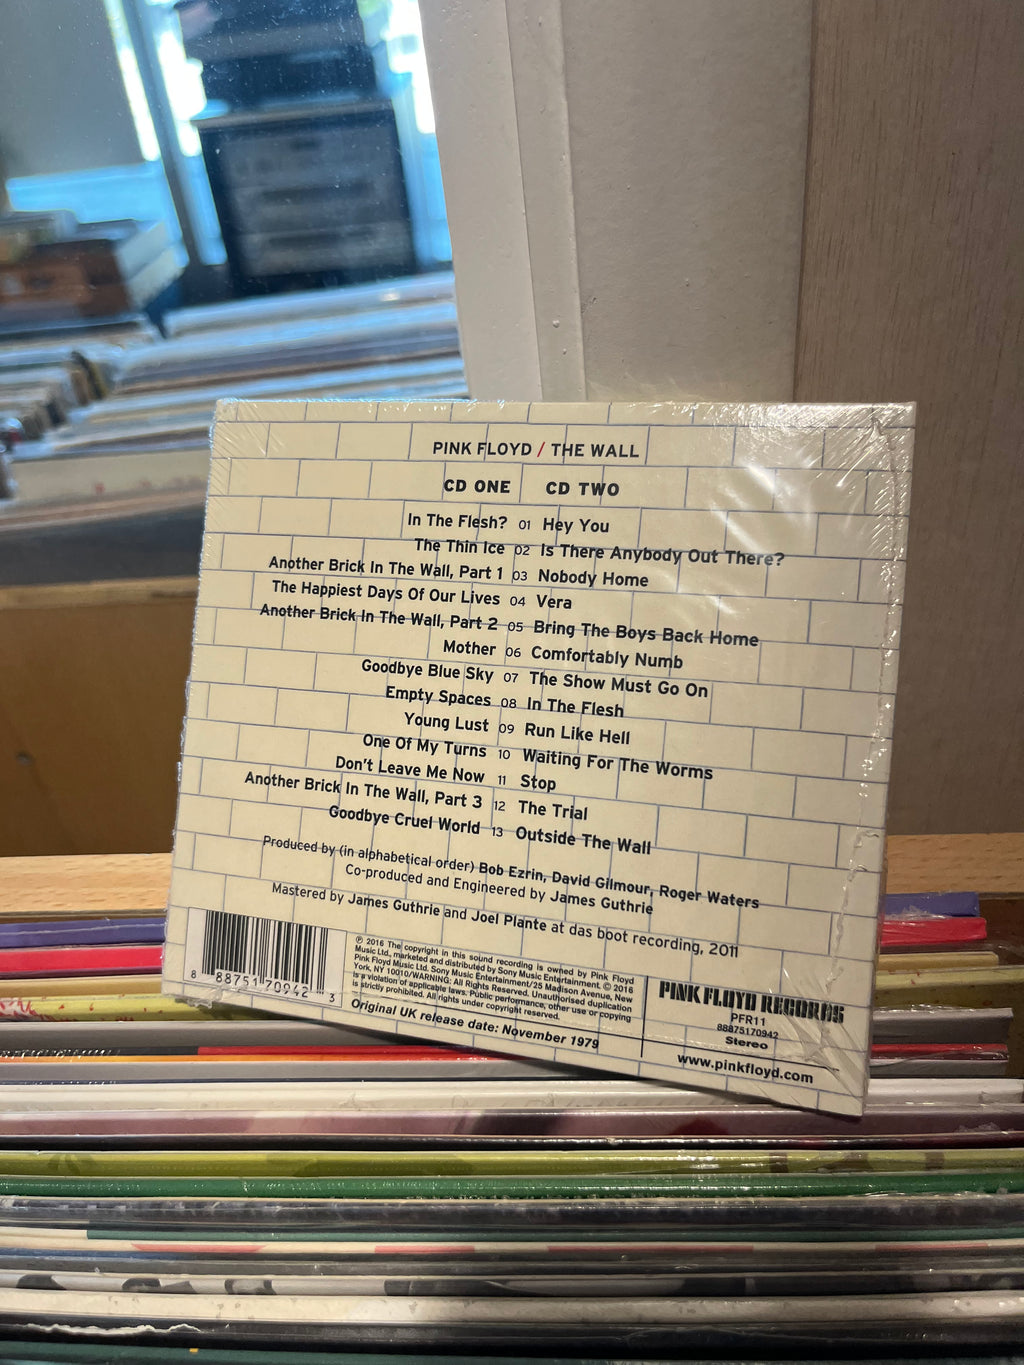 PINK FLOYD / THE WALL
CD ONE CD TWO
In The Flesh? 01 Hey You
The Thin Ice 02 Is There Anybody Out There?
Another Brick In The Wall, Part 1 03 Nobody Home
The Happiest Days Of Our Lives 04 Vera
Another Brick In The Wall, Part 2 05 Bring The Boys Back Home
Mother 06 Comfortably Numb
Goodbye Blue Sky 07 The Show Must Go On
Empty Spaces 08 In The Flesh
Young Lust 09 Run Like Hell
One Of My Turns 10 Waiting For The Worms
Don't Leave Me Now 11 Stop
Another Brick In The Wall, Part 3 12 The Trial
Goodbye Cruel World 13 Outside The Wall
Produced by (in alphabetical order) Bob Ezrin, David Gilmour, Roger Waters
Co-produced and Engineered by James Guthrie
Mastered by James Guthrie and Joel Plante at das boot recording, 2011
8 88751 70942 3
℗ 2016 The copyright in this sound recording is owned by Pink Floyd
Music Ltd., marketed and distributed by Sony Music Entertainment. © 2016
Pink Floyd Music Ltd. Sony Music Entertainment/25 Madison Avenue, New
York, NY 10010/WARNING: All Rights Reserved. Unauthorised duplication
is a violation of applicable laws. Public performance, other use or copying
is strictly prohibited. All rights under copyright reserved.
Original UK release date: November 1979
PINK FLOYD RECORDS
PFR11
88875170942
Stereo
www.pinkfloyd.com